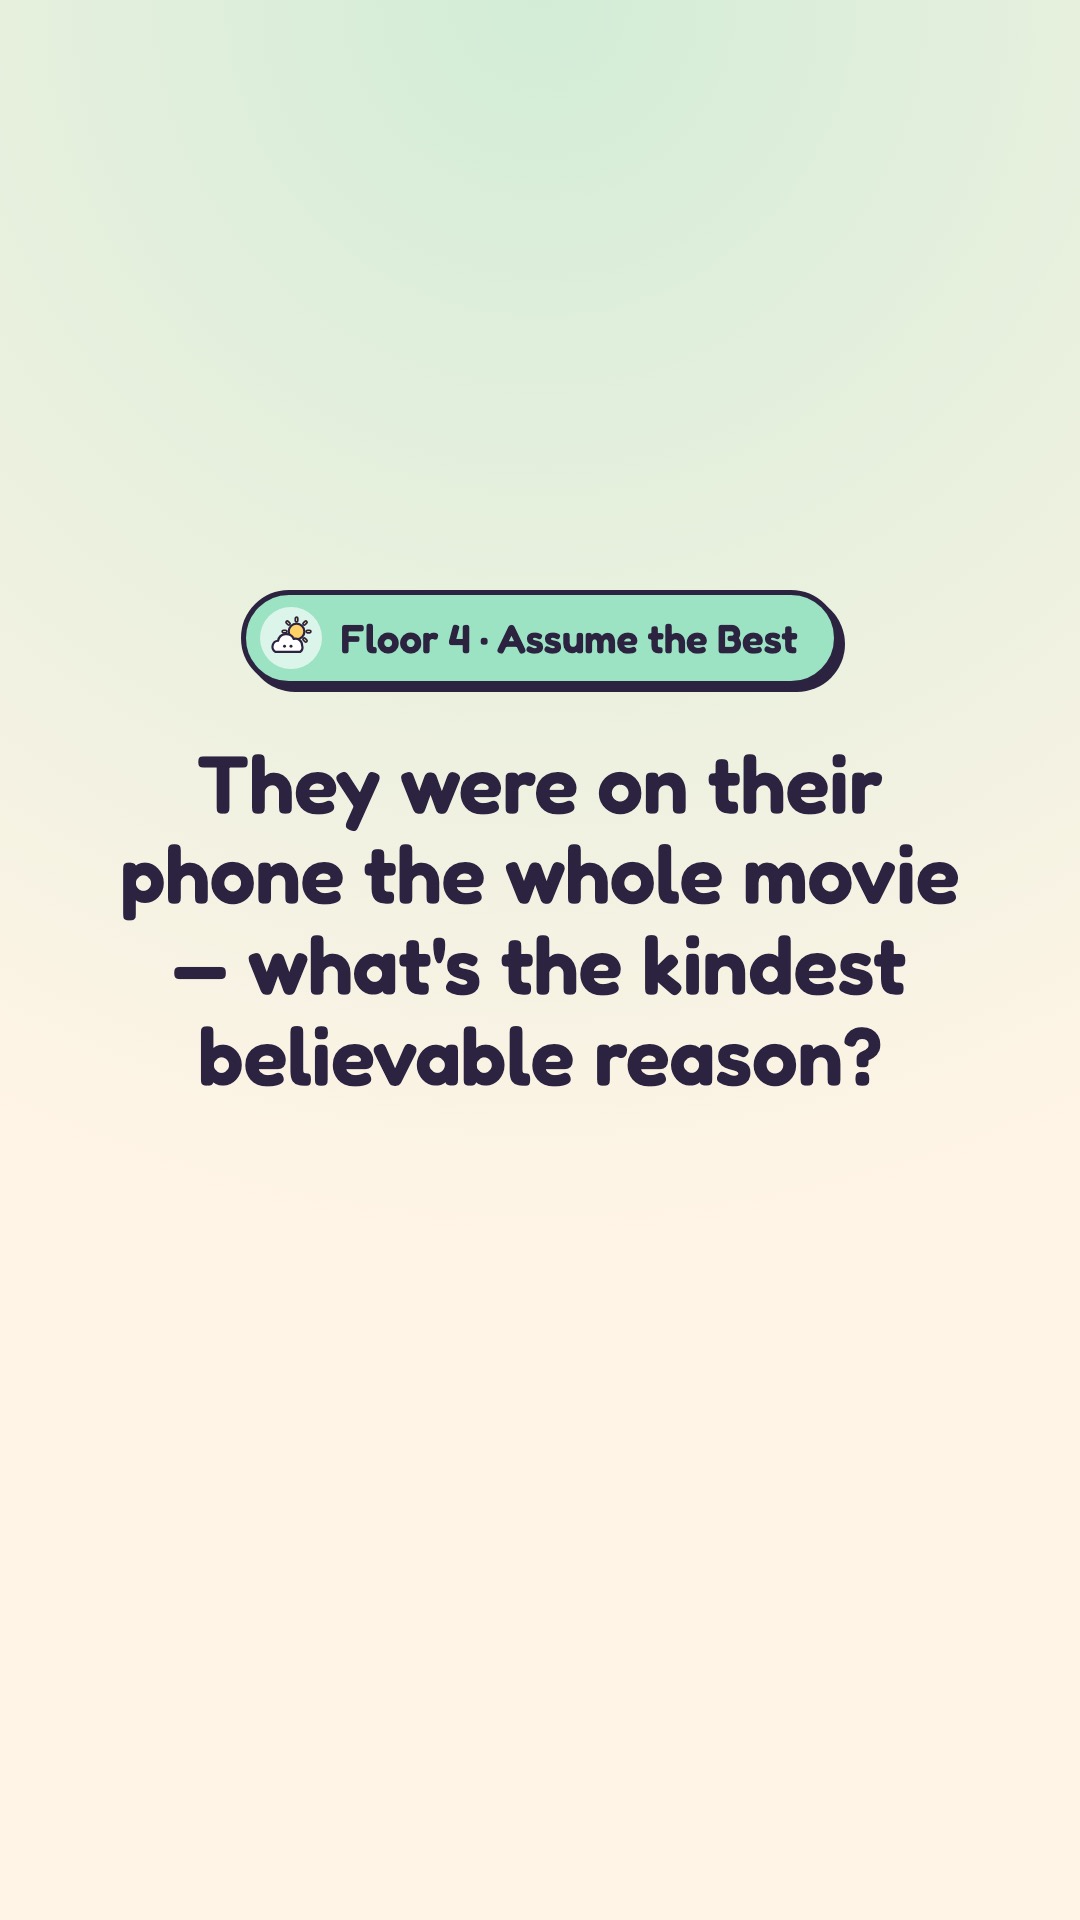 Floor 4 · Assume the Best
They were on their
phone the whole movie
— what's the kindest
believable reason?